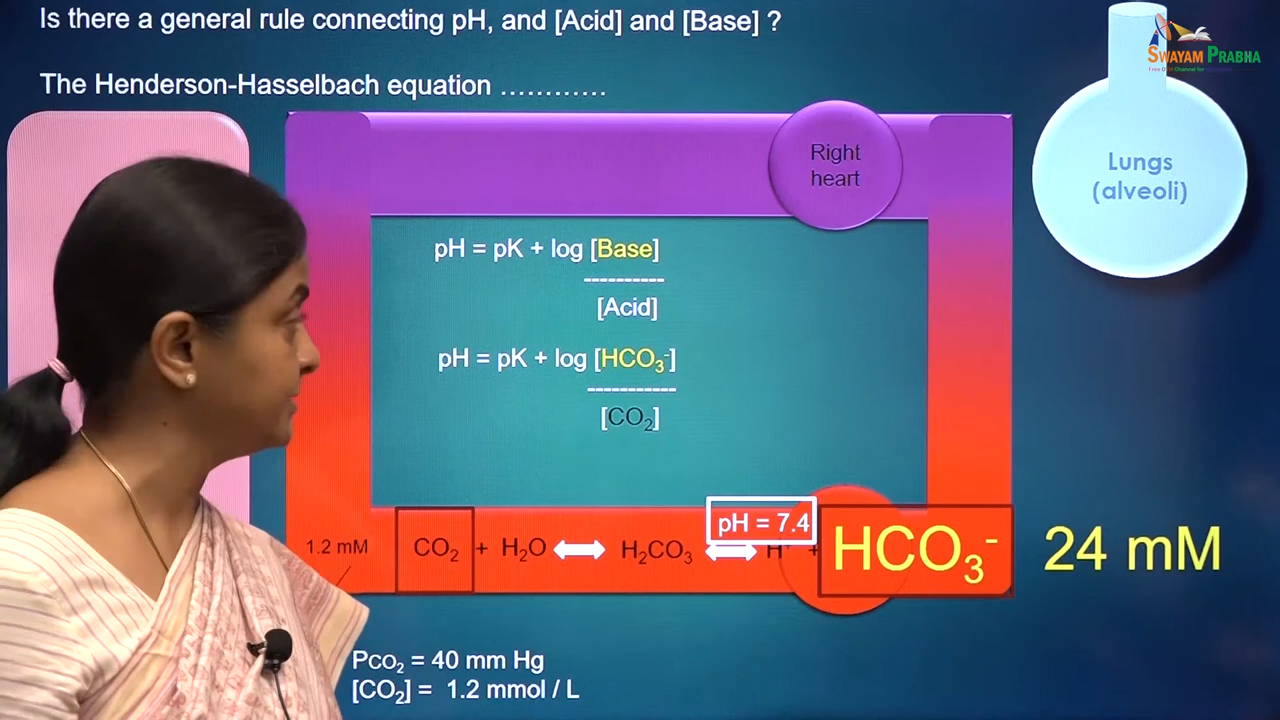 Is there a general rule connecting pH, and [Acid] and [Base] ?
SWAYAM PRABHA
The Henderson-Hasselbach equation …………
Right
heart
Lungs
(alveoli)
pH = pK + log [Base]
----------
[Acid]
pH = pK + log [HCO₃⁻]
-----------
[CO₂]
pH = 7.4
1.2 mM CO₂ + H₂O ⟺ H₂CO₃ ⟺ H⁺ + HCO₃⁻ 24 mM
PCO₂ = 40 mm Hg
[CO₂] = 1.2 mmol / L